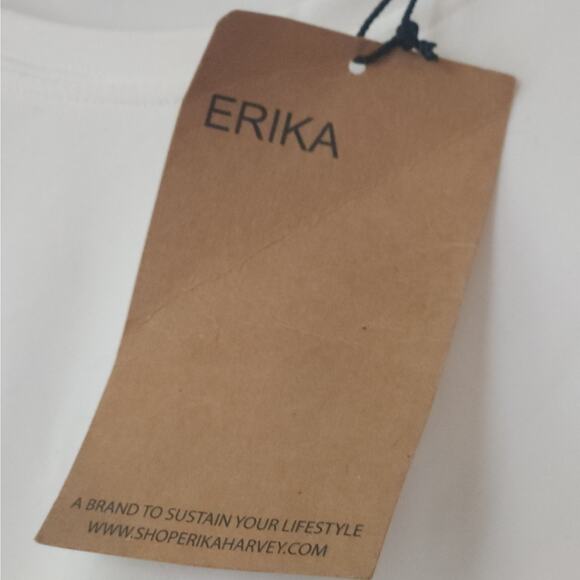 ERIKA
A BRAND TO SUSTAIN YOUR LIFESTYLE
WWW.SHOPERIKAHARVEY.COM